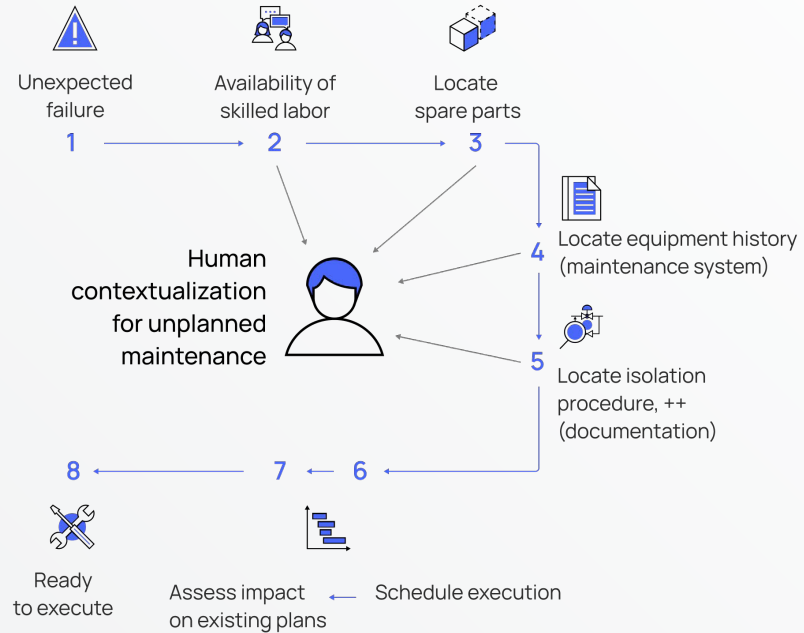 Unexpected
failure
1
Availability of
skilled labor
2
Locate
spare parts
3
4
Locate equipment history
(maintenance system)
Human
contextualization
for unplanned
maintenance
5
Locate isolation
procedure, ++
(documentation)
6
Schedule execution
7
Assess impact
on existing plans
8
Ready
to execute